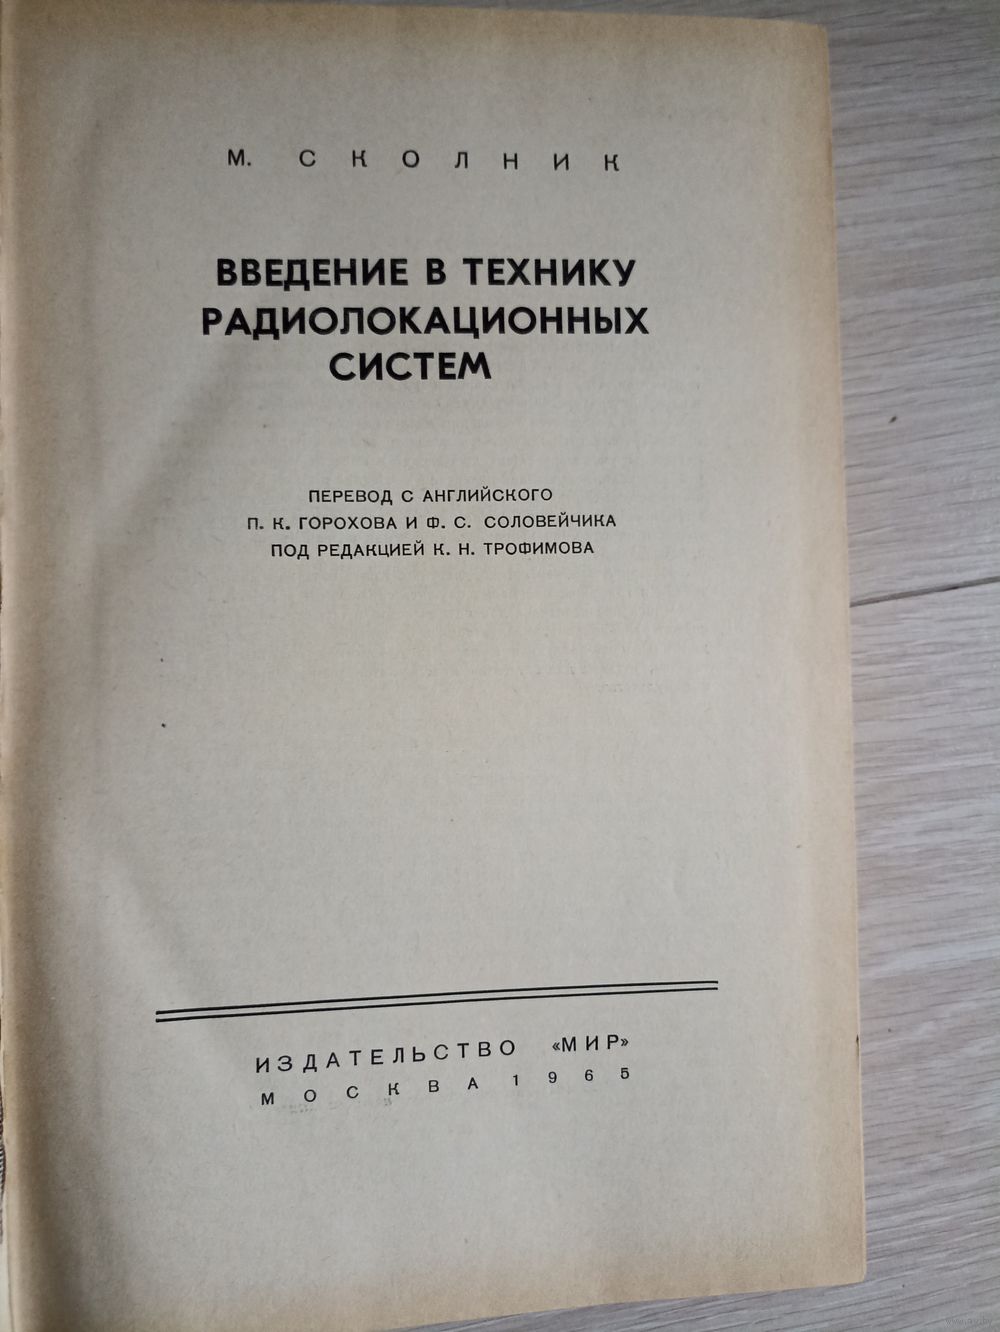 М. СКОЛНИК
ВВЕДЕНИЕ В ТЕХНИКУ
РАДИОЛОКАЦИОННЫХ
СИСТЕМ
ПЕРЕВОД С АНГЛИЙСКОГО
П. К. ГОРОХОВА И Ф. С. СОЛОВЕЙЧИКА
ПОД РЕДАКЦИЕЙ К. Н. ТРОФИМОВА
ИЗДАТЕЛЬСТВО «МИР»
МОСКВА 1965